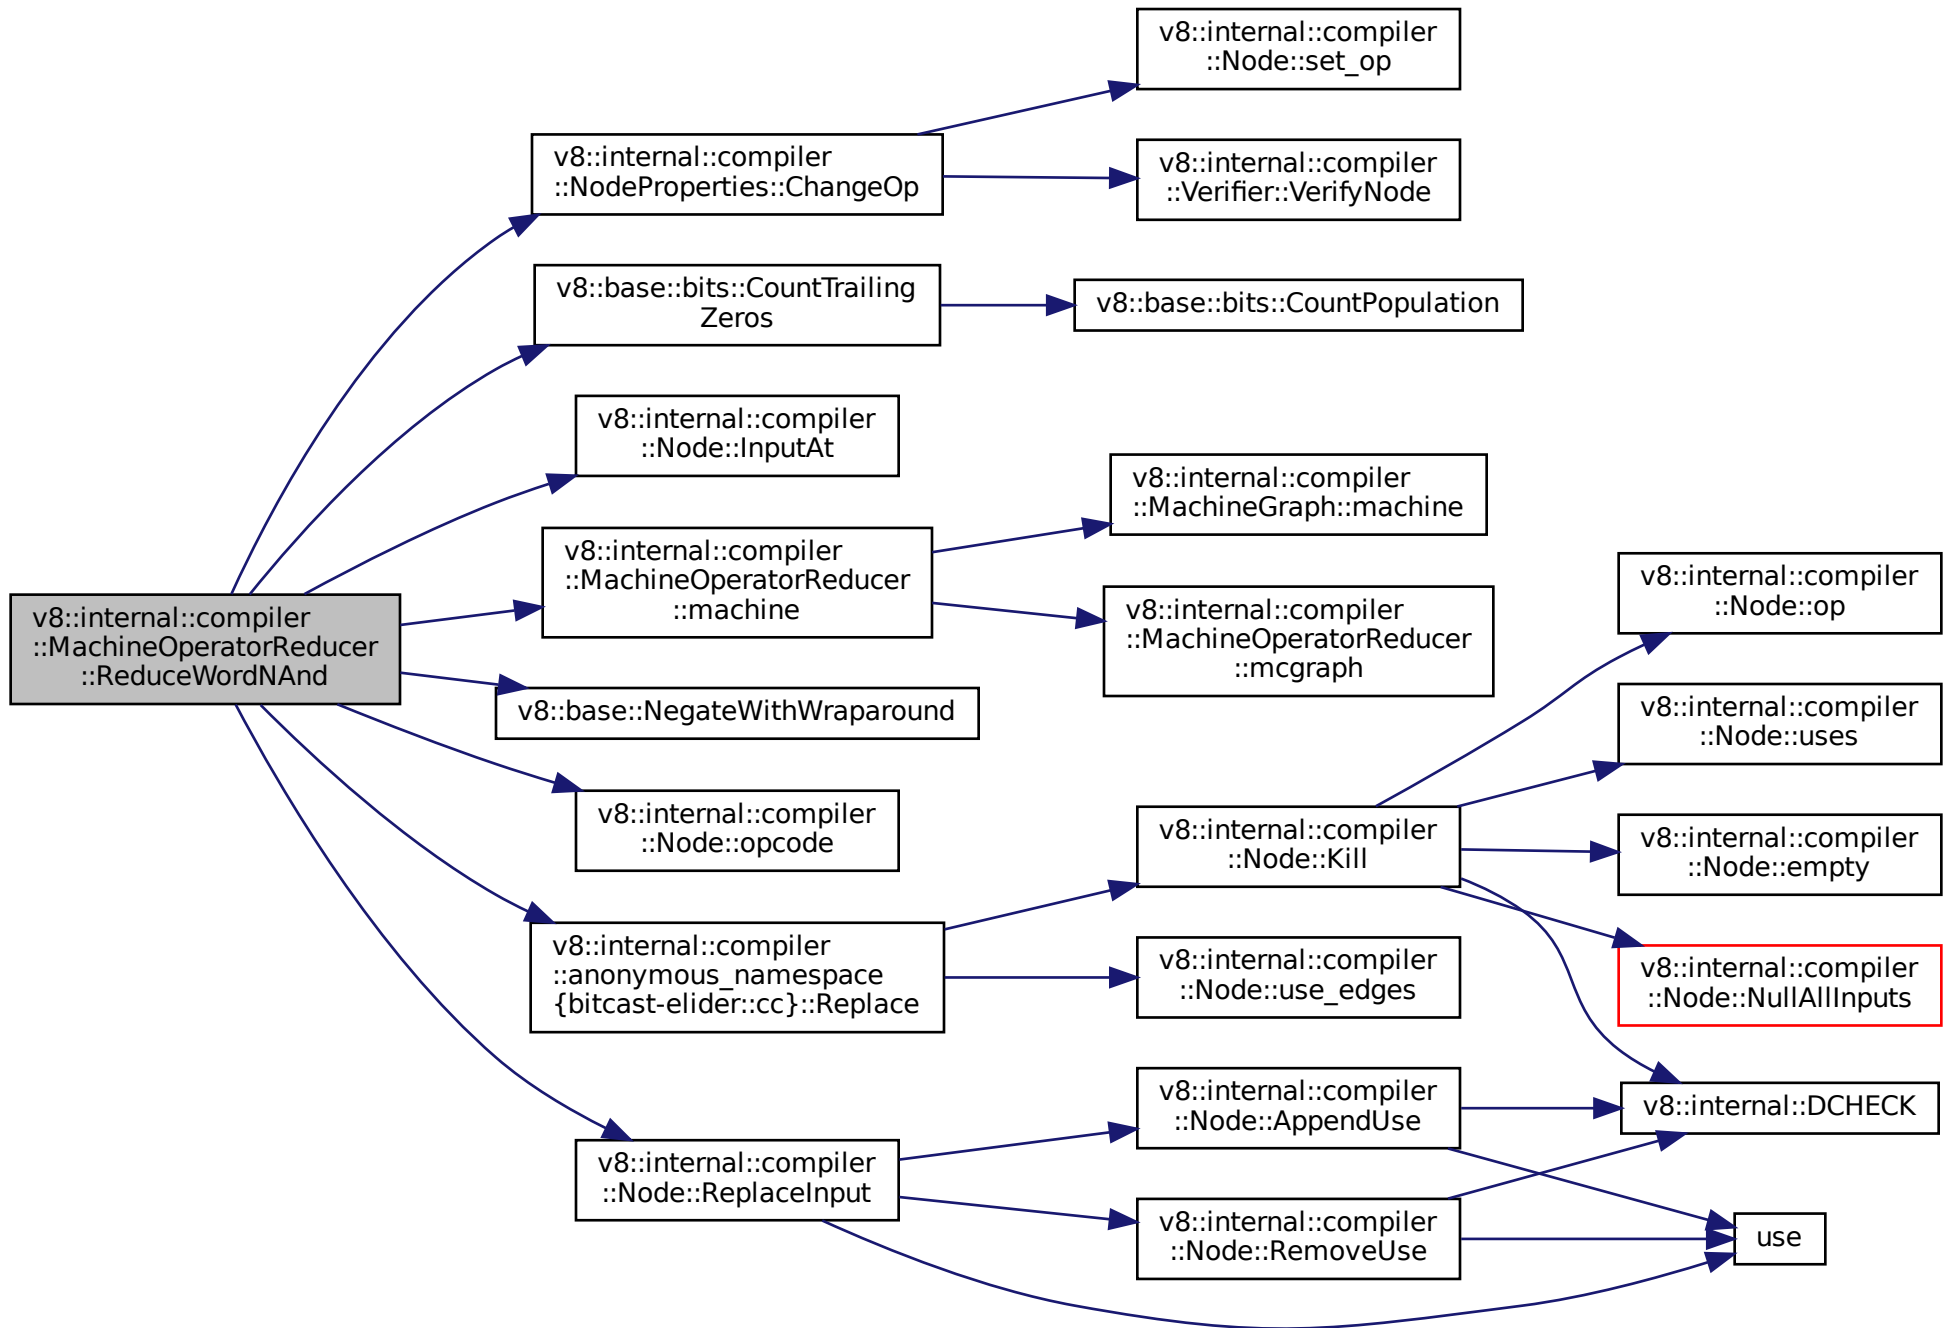 v8::internal::compiler
::MachineOperatorReducer
::ReduceWordNAnd
v8::internal::compiler
::NodeProperties::ChangeOp
v8::internal::compiler
::Node::set_op
v8::internal::compiler
::Verifier::VerifyNode
v8::base::bits::CountTrailing
Zeros
v8::base::bits::CountPopulation
v8::internal::compiler
::Node::InputAt
v8::internal::compiler
::MachineOperatorReducer
::machine
v8::internal::compiler
::MachineGraph::machine
v8::internal::compiler
::MachineOperatorReducer
::mcgraph
v8::base::NegateWithWraparound
v8::internal::compiler
::Node::opcode
v8::internal::compiler
::anonymous_namespace
{bitcast-elider::cc}::Replace
v8::internal::compiler
::Node::Kill
v8::internal::compiler
::Node::op
v8::internal::compiler
::Node::uses
v8::internal::compiler
::Node::empty
v8::internal::compiler
::Node::NullAllInputs
v8::internal::DCHECK
v8::internal::compiler
::Node::use_edges
v8::internal::compiler
::Node::ReplaceInput
v8::internal::compiler
::Node::AppendUse
v8::internal::compiler
::Node::RemoveUse
use